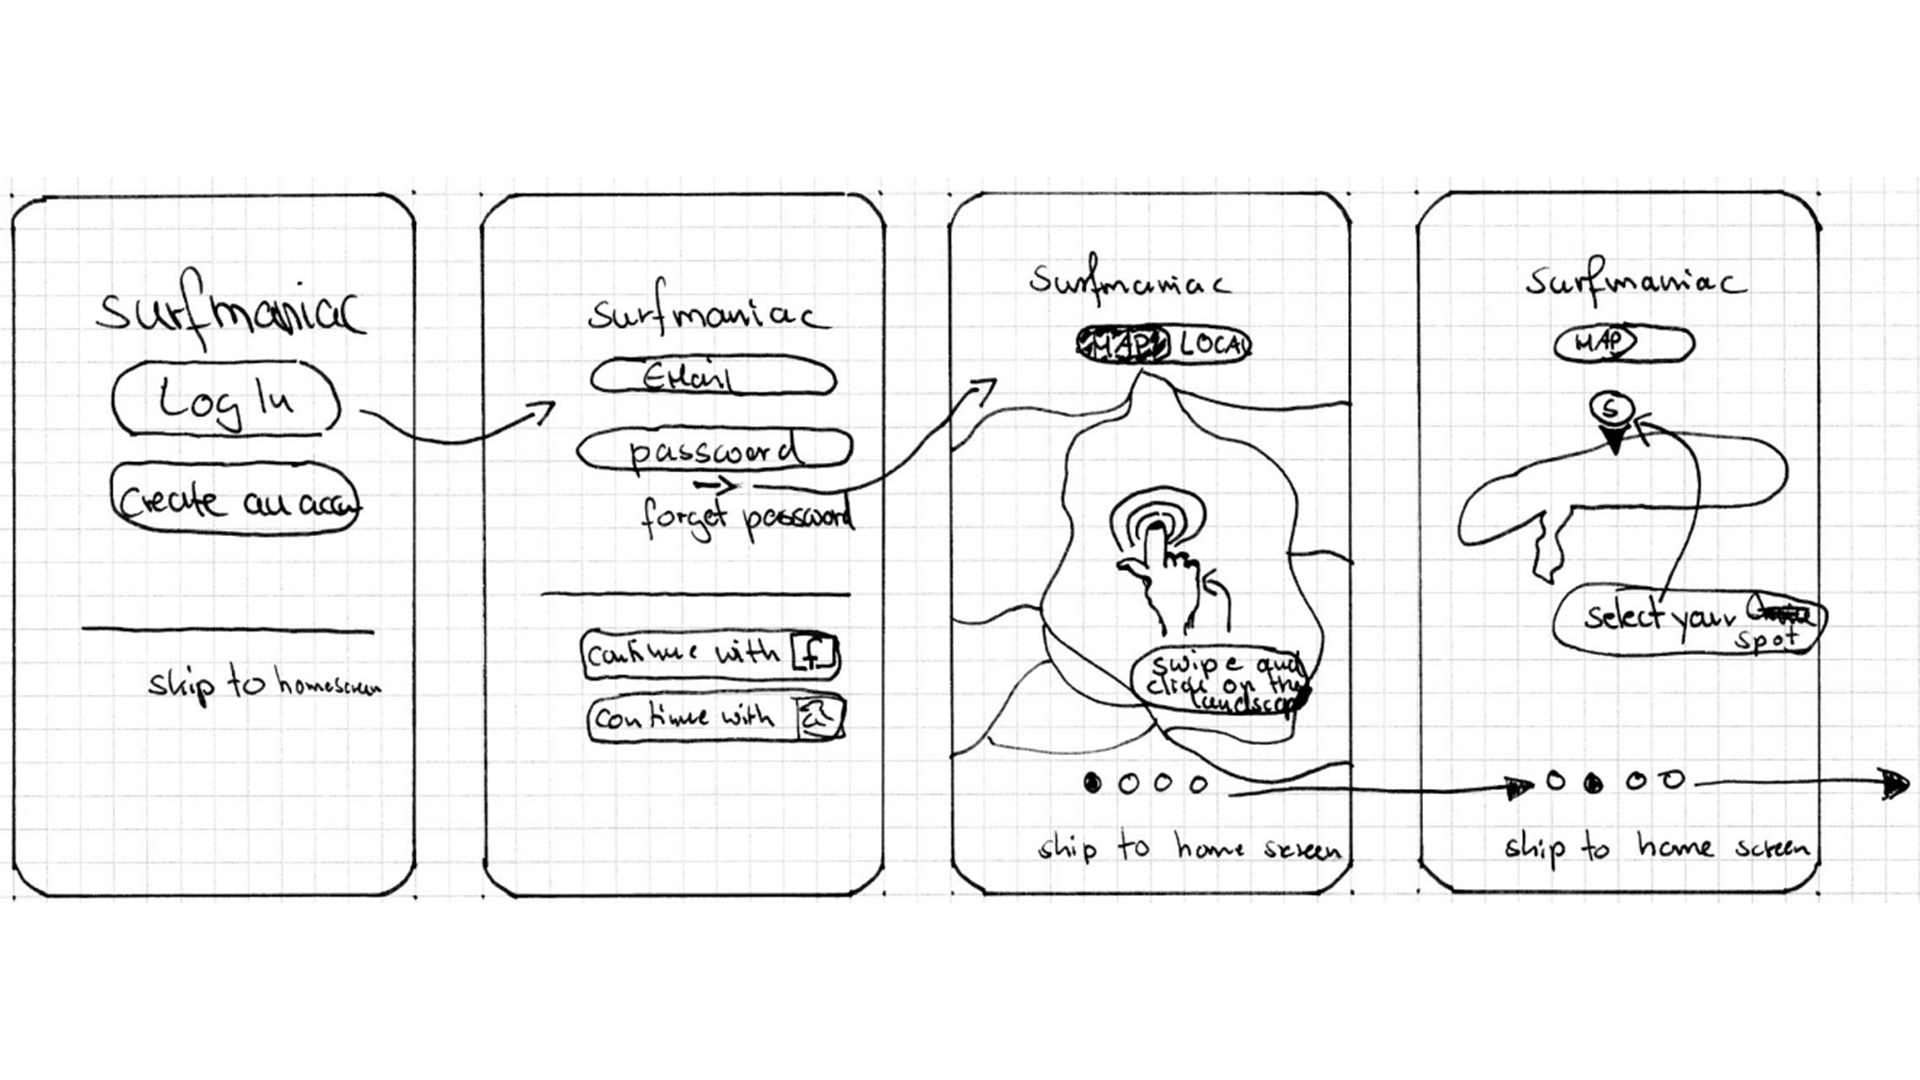 surfmaniac
Log In
Create an accu
skip to homescreen
surfmaniac
EMail
password
forget password
continue with f
continue with
surfmaniac
MAP LOCAL
swipe and
click on the
landscap
skip to home screen
surfmaniac
MAP
S
select your
spot
skip to home screen